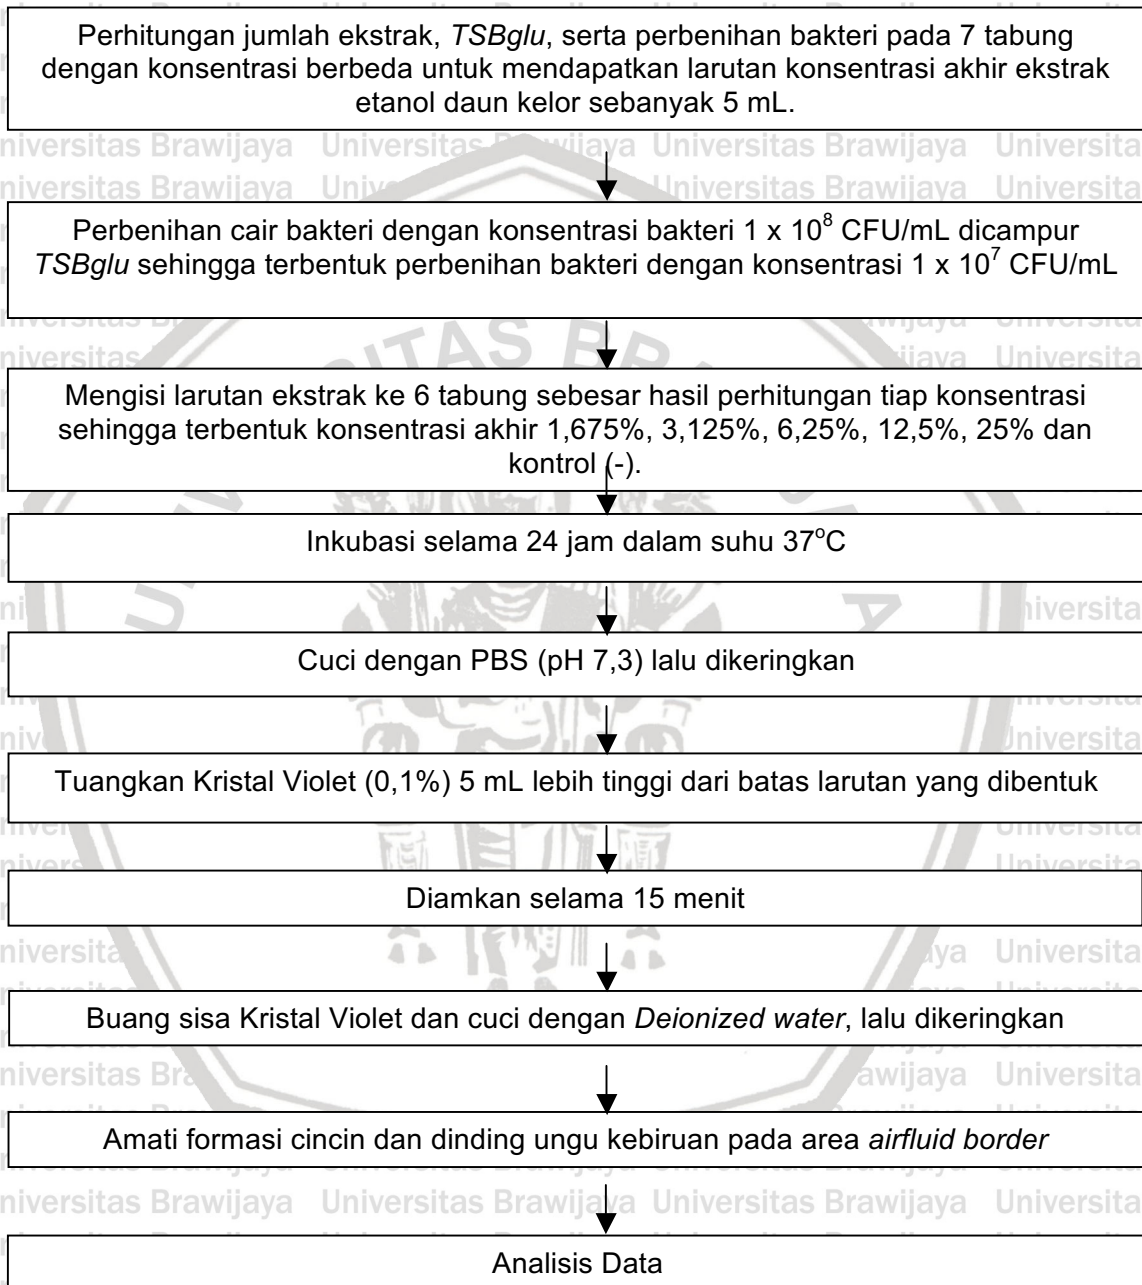 Perhitungan jumlah ekstrak, TSBglu, serta perbenihan bakteri pada 7 tabung
dengan konsentrasi berbeda untuk mendapatkan larutan konsentrasi akhir ekstrak
etanol daun kelor sebanyak 5 mL.
Perbenihan cair bakteri dengan konsentrasi bakteri 1 x 10⁸ CFU/mL dicampur
TSBglu sehingga terbentuk perbenihan bakteri dengan konsentrasi 1 x 10⁷ CFU/mL
Mengisi larutan ekstrak ke 6 tabung sebesar hasil perhitungan tiap konsentrasi
sehingga terbentuk konsentrasi akhir 1,675%, 3,125%, 6,25%, 12,5%, 25% dan
kontrol (-).
Inkubasi selama 24 jam dalam suhu 37°C
Cuci dengan PBS (pH 7,3) lalu dikeringkan
Tuangkan Kristal Violet (0,1%) 5 mL lebih tinggi dari batas larutan yang dibentuk
Diamkan selama 15 menit
Buang sisa Kristal Violet dan cuci dengan Deionized water, lalu dikeringkan
Amati formasi cincin dan dinding ungu kebiruan pada area airfluid border
Universitas Brawijaya Universitas Brawijaya Universitas Brawijaya
Analisis Data